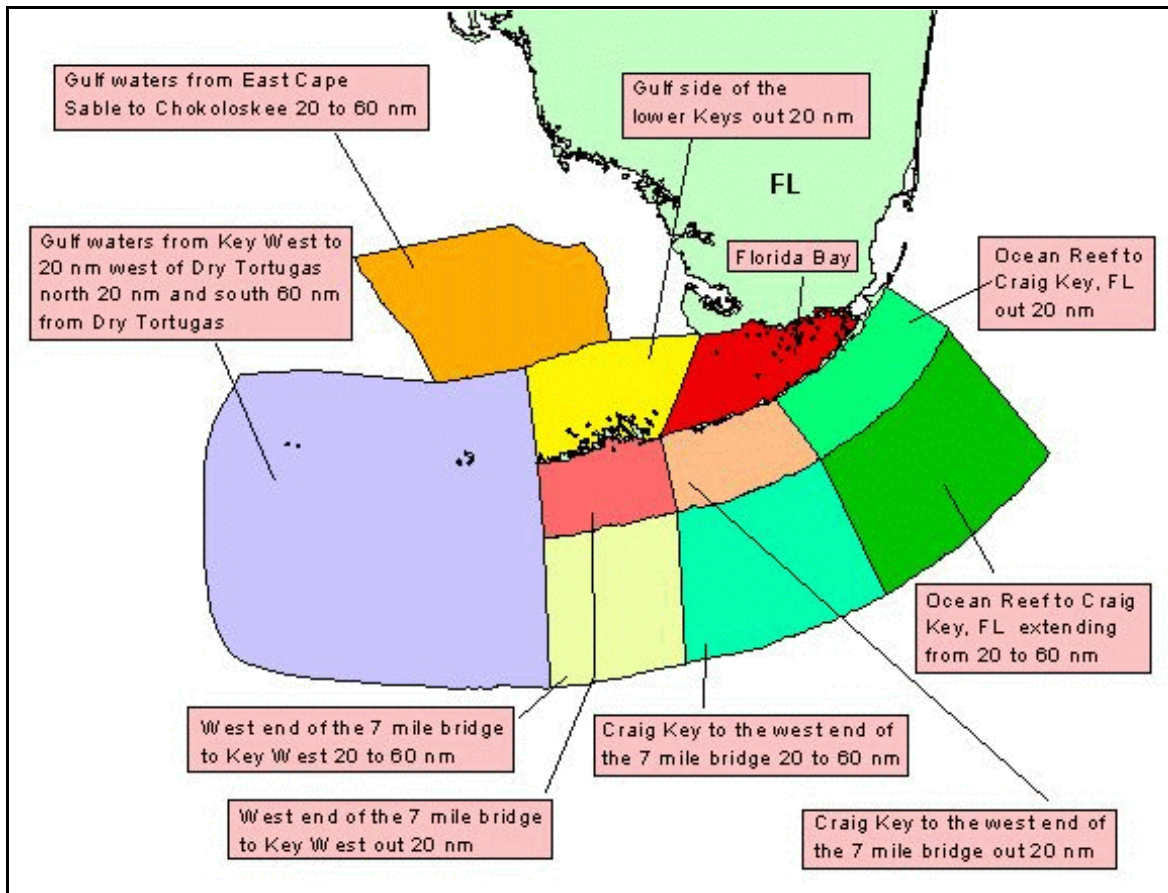 Gulf waters from East Cape
Sable to Chokoloskee 20 to 60 nm
Gulf side of the
lower Keys out 20 nm
FL
Gulf waters from Key West to
20 nm west of Dry Tortugas
north 20 nm and south 60 nm
from Dry Tortugas
Florida Bay
Ocean Reef to
Craig Key, FL
out 20 nm
Ocean Reef to Craig
Key, FL extending
from 20 to 60 nm
West end of the 7 mile bridge
to Key West 20 to 60 nm
Craig Key to the west end of
the 7 mile bridge 20 to 60 nm
West end of the 7 mile bridge
to Key West out 20 nm
Craig Key to the west end of
the 7 mile bridge out 20 nm